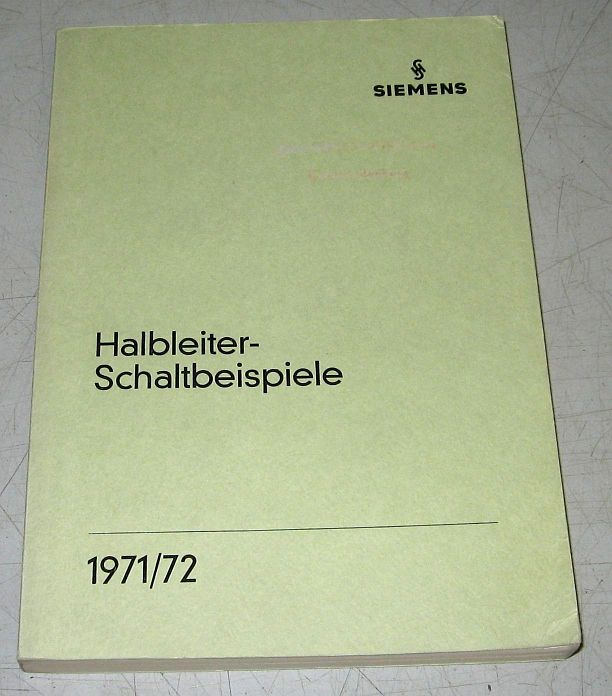 SIEMENS
Halbleiter-
Schaltbeispiele
1971/72